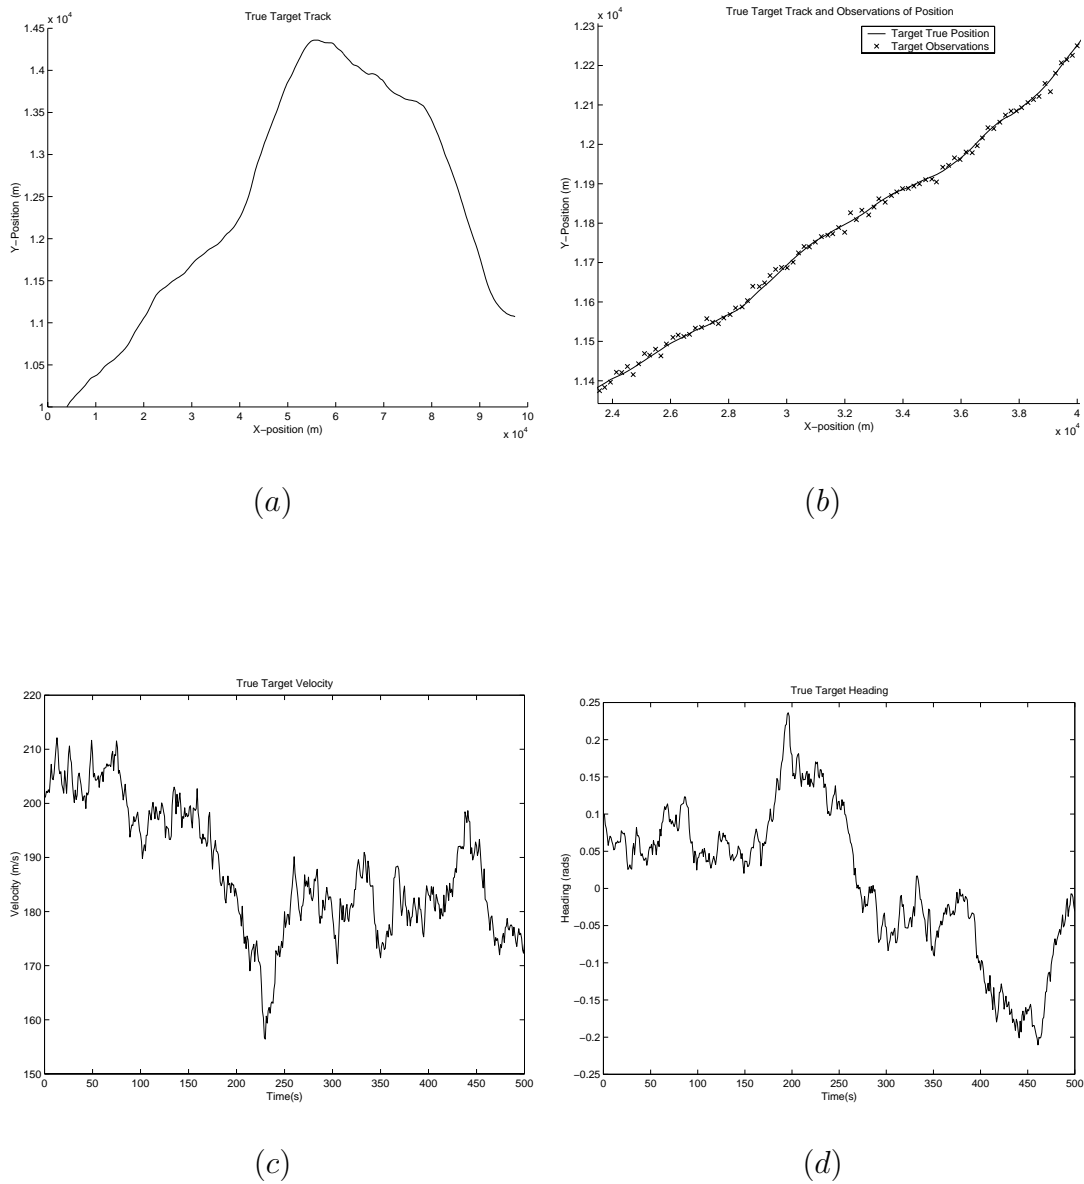 True Target Track
x 10^4
1.45
1.4
1.35
1.3
1.25
1.2
1.15
1.1
1.05
1
Y−Position (m)
0 1 2 3 4 5 6 7 8 9 10
X−position (m)
x 10^4
(a)
True Target Track and Observations of Position
x 10^4
Target True Position
Target Observations
1.23
1.22
1.21
1.2
1.19
1.18
1.17
1.16
1.15
1.14
Y−Position (m)
2.4 2.6 2.8 3 3.2 3.4 3.6 3.8 4
X−position (m)
x 10^4
(b)
True Target Velocity
220
210
200
190
180
170
160
150
Velocity (m/s)
0 50 100 150 200 250 300 350 400 450 500
Time(s)
(c)
True Target Heading
0.25
0.2
0.15
0.1
0.05
0
−0.05
−0.1
−0.15
−0.2
−0.25
Heading (rads)
0 50 100 150 200 250 300 350 400 450 500
Time(s)
(d)